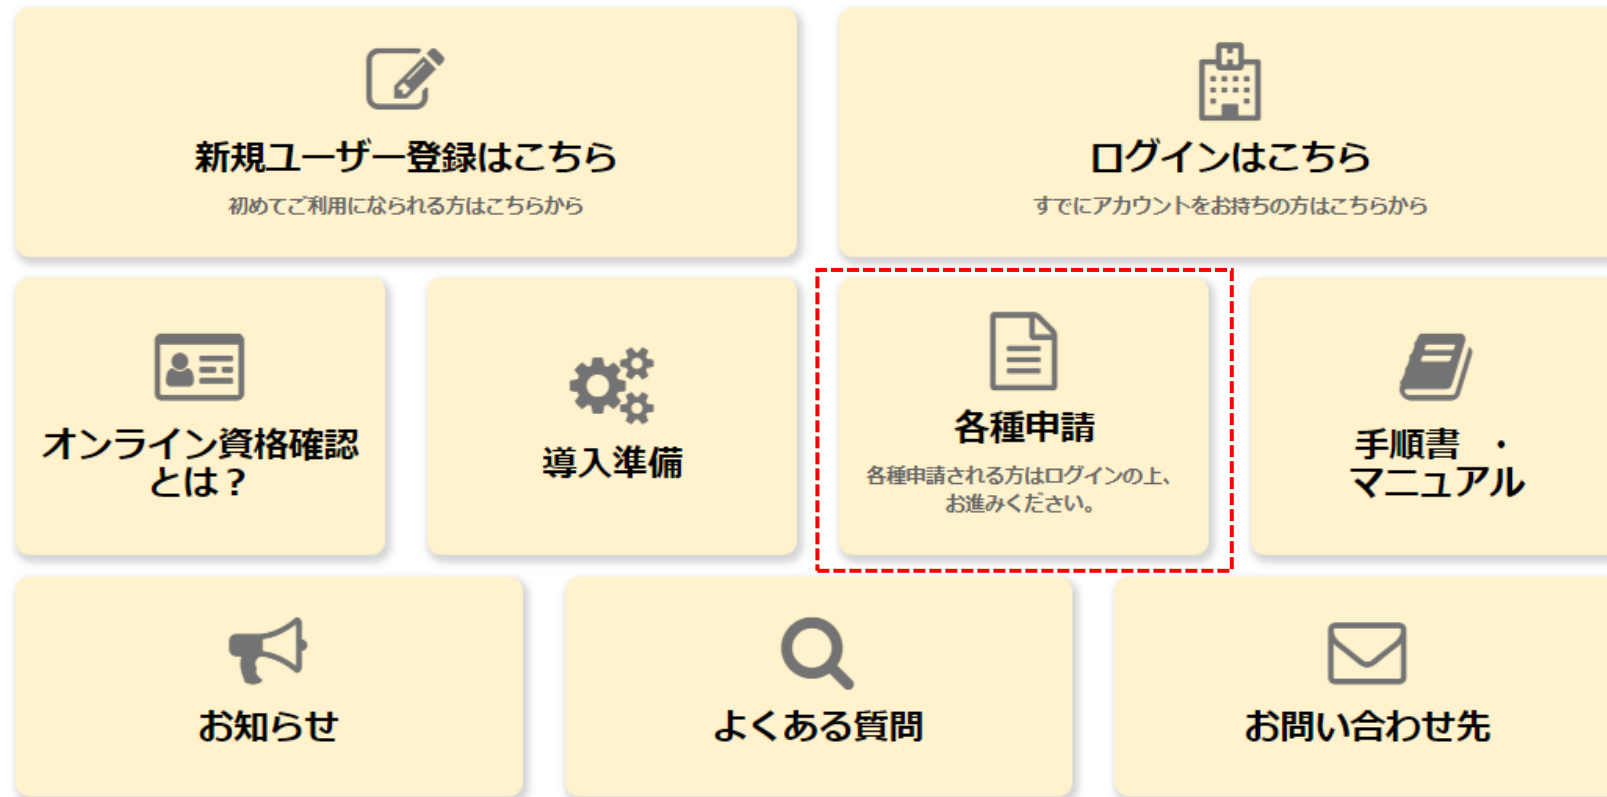 新規ユーザー登録はこちら
初めてご利用になられる方はこちらから
ログインはこちら
すでにアカウントをお持ちの方はこちらから
オンライン資格確認
とは？
導入準備
各種申請
各種申請される方はログインの上、
お進みください。
手順書　・
マニュアル
お知らせ
よくある質問
お問い合わせ先